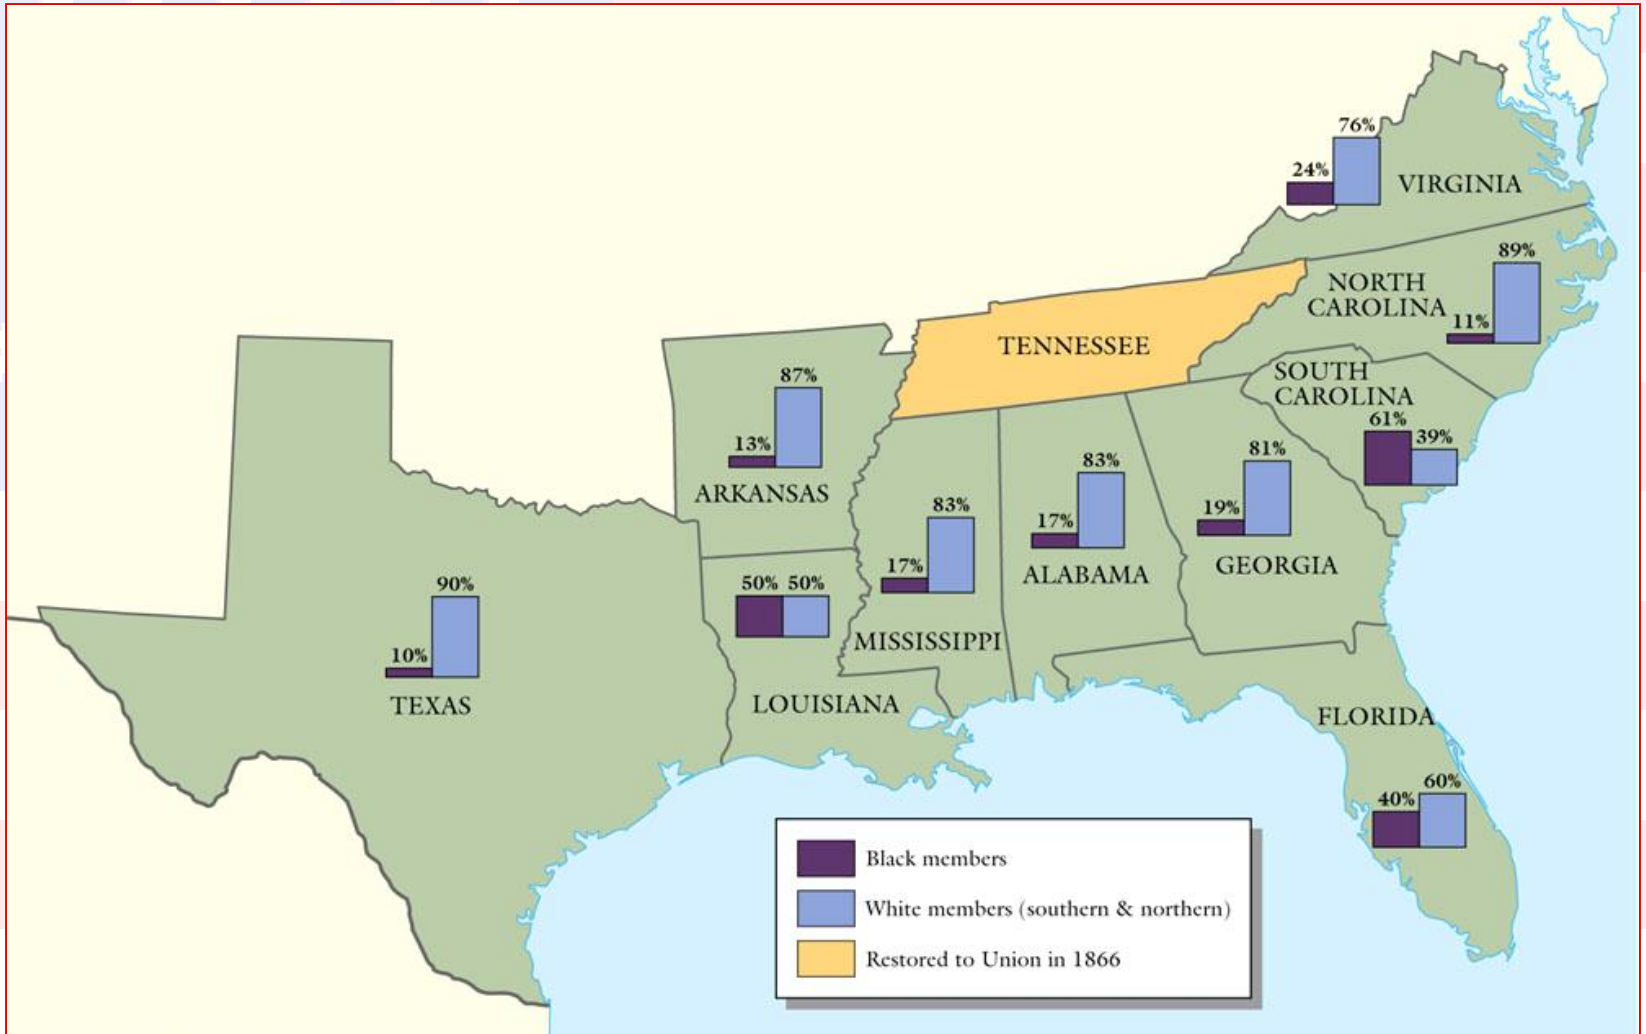 76%
24%
VIRGINIA
89%
NORTH
CAROLINA
11%
TENNESSEE
SOUTH
CAROLINA
61%
39%
87%
13%
ARKANSAS
83%
17%
MISSISSIPPI
83%
17%
ALABAMA
81%
19%
GEORGIA
90%
10%
TEXAS
50% 50%
LOUISIANA
FLORIDA
60%
40%
Black members
White members (southern & northern)
Restored to Union in 1866